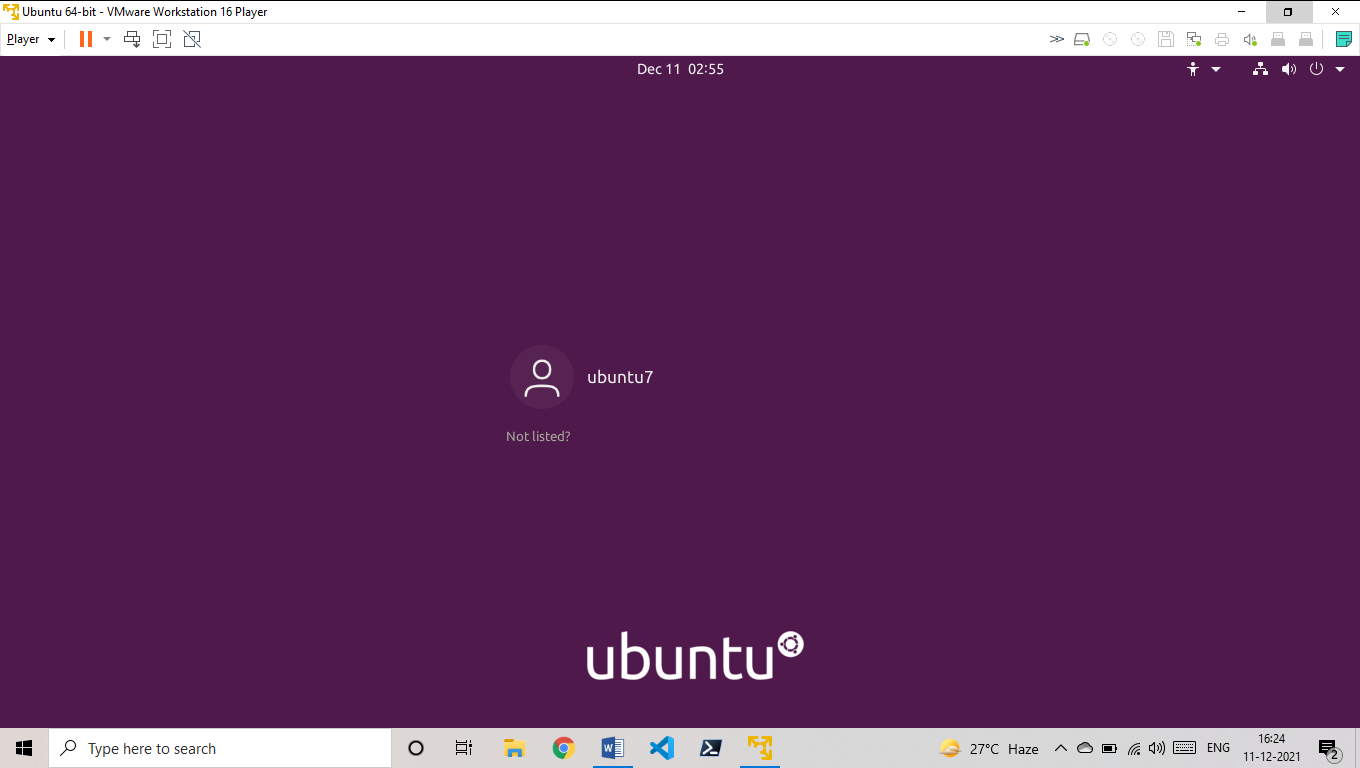 Ubuntu 64-bit - VMware Workstation 16 Player
Player
Dec 11 02:55
ubuntu7
Not listed?
ubuntu
Type here to search
27°C Haze
ENG
16:24
11-12-2021
2